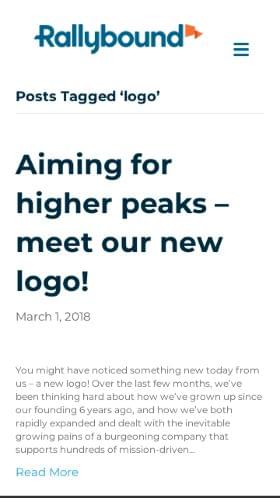 Rallybound
Posts Tagged ‘logo’
Aiming for
higher peaks –
meet our new
logo!
March 1, 2018
You might have noticed something new today from
us – a new logo! Over the last few months, we’ve
been thinking hard about how we’ve grown up since
our founding 6 years ago, and how we’ve both
rapidly expanded and dealt with the inevitable
growing pains of a burgeoning company that
supports hundreds of mission-driven...
Read More